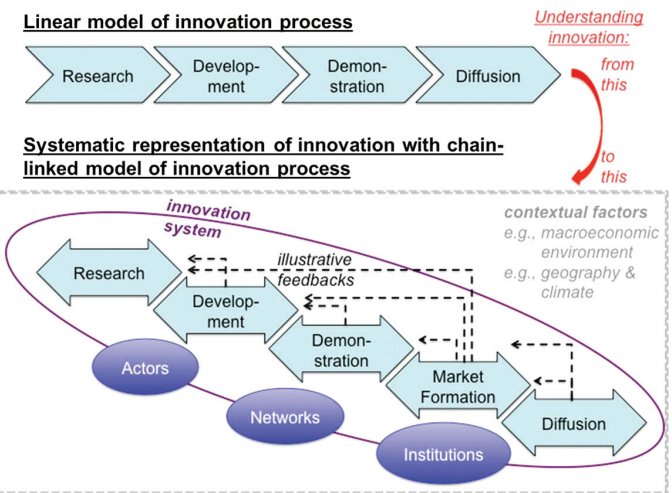 Linear model of innovation process
Understanding
innovation:
from
this
Research
Develop-
ment
Demon-
stration
Diffusion
Systematic representation of innovation with chain-
linked model of innovation process
to
this
innovation
system
contextual factors
e.g., macroeconomic
environment
e.g., geography &
climate
illustrative
feedbacks
Research
Develop-
ment
Demon-
stration
Market
Formation
Diffusion
Actors
Networks
Institutions